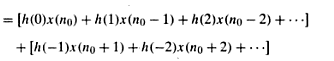 = [h(0)x(n₀) + h(1)x(n₀ − 1) + h(2)x(n₀ − 2) + ⋯]
+ [h(−1)x(n₀ + 1) + h(−2)x(n₀ + 2) + ⋯]